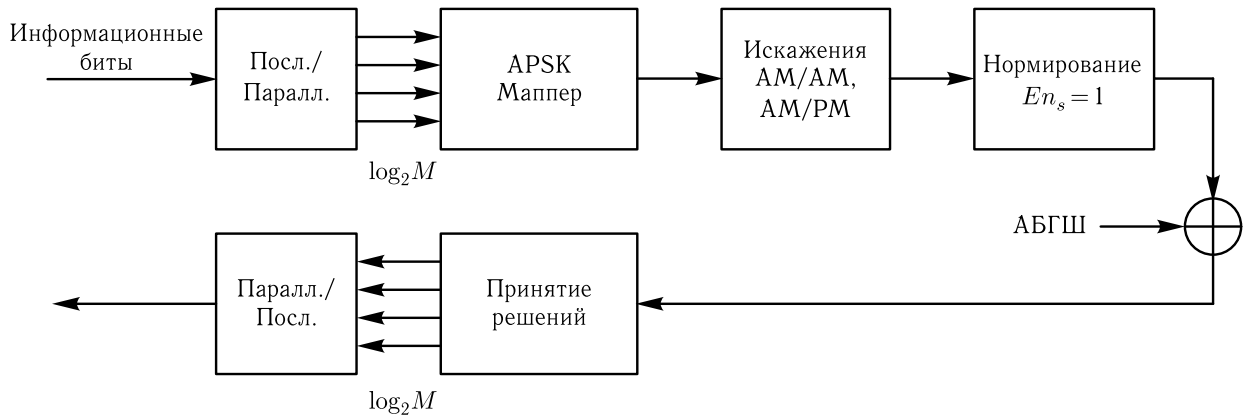 Информационные
биты
Посл./
Паралл.
log₂M
APSK
Маппер
Искажения
AM/AM,
AM/PM
Нормирование
Enₛ = 1
АБГШ
Паралл./
Посл.
log₂M
Принятие
решений